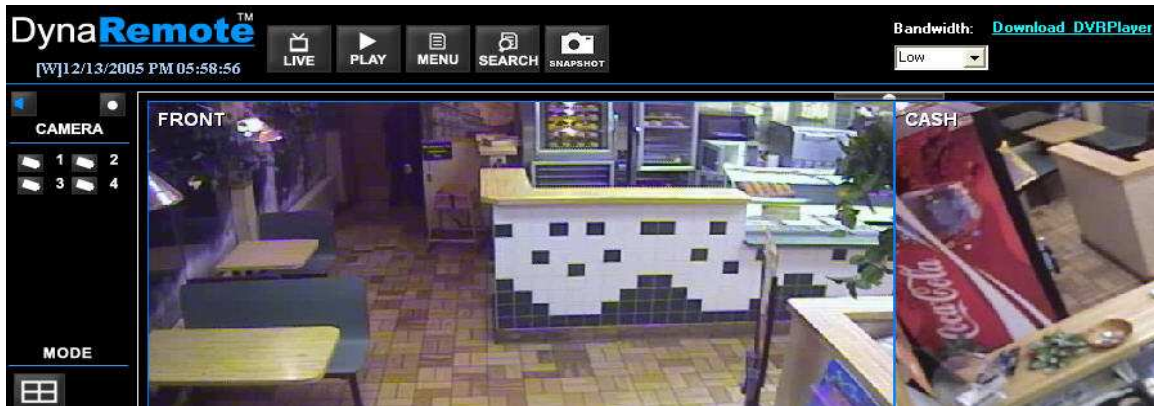 DynaRemote™
[W]12/13/2005 PM 05:58:56
LIVE PLAY MENU SEARCH SNAPSHOT
Bandwidth: Download DVRPlayer
Low
CAMERA
1 2
3 4
MODE
FRONT
CASH
Coca-Cola